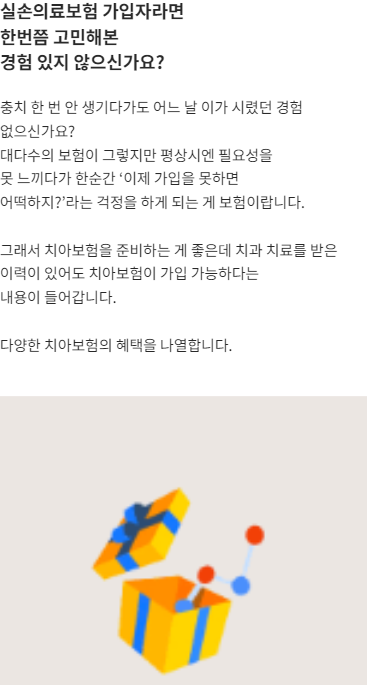 실손의료보험 가입자라면
한번쯤 고민해본
경험 있지 않으신가요?
충치 한 번 안 생기다가도 어느 날 이가 시렸던 경험
없으신가요?
대다수의 보험이 그렇지만 평상시엔 필요성을
못 느끼다가 한순간 ‘이제 가입을 못하면
어떡하지?’라는 걱정을 하게 되는 게 보험이랍니다.
그래서 치아보험을 준비하는 게 좋은데 치과 치료를 받은
이력이 있어도 치아보험이 가입 가능하다는
내용이 들어갑니다.
다양한 치아보험의 혜택을 나열합니다.